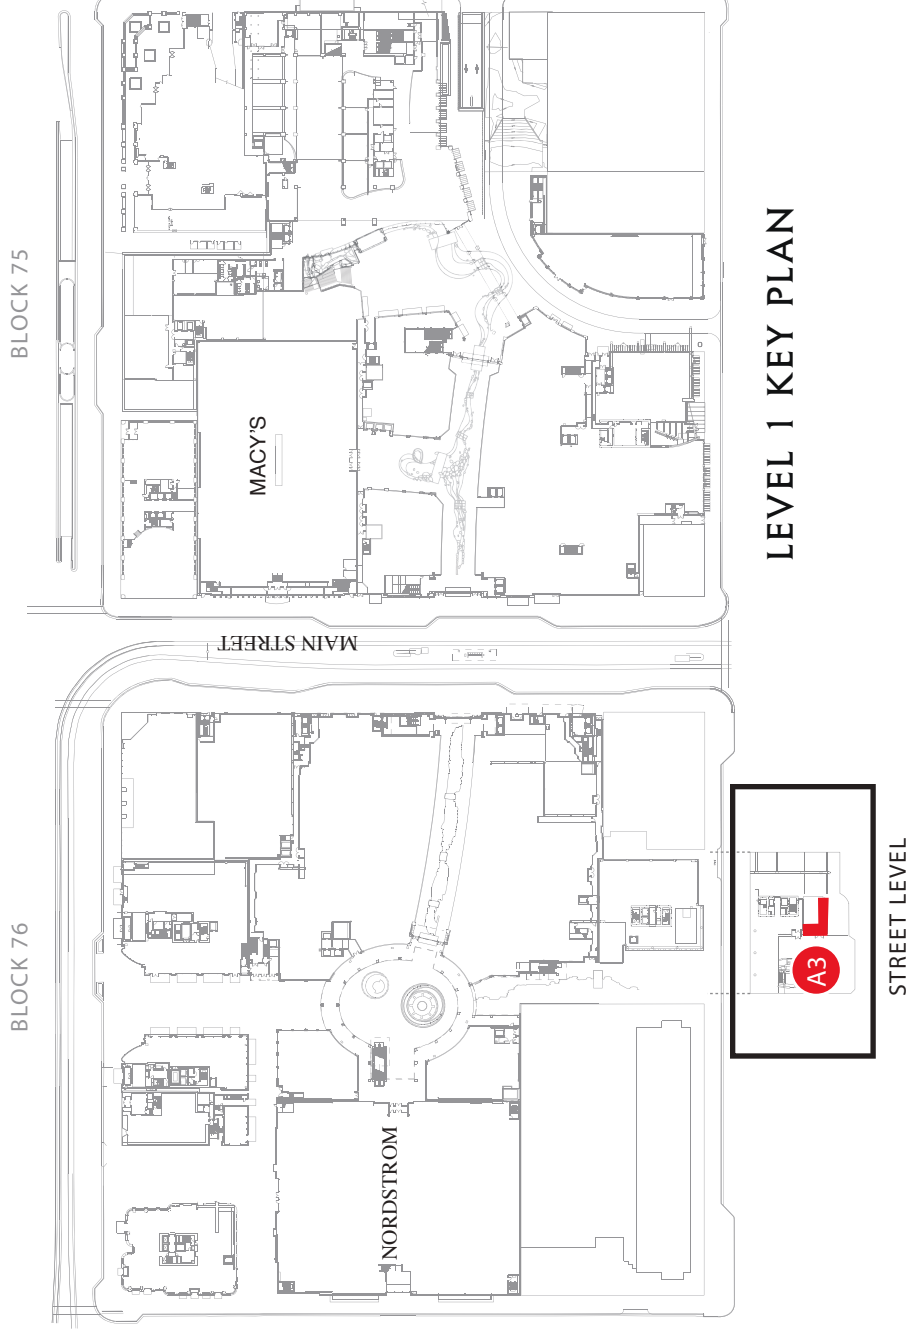 BLOCK 75
MACY'S
LEVEL 1 KEY PLAN
MAIN STREET
BLOCK 76
NORDSTROM
A3
STREET LEVEL